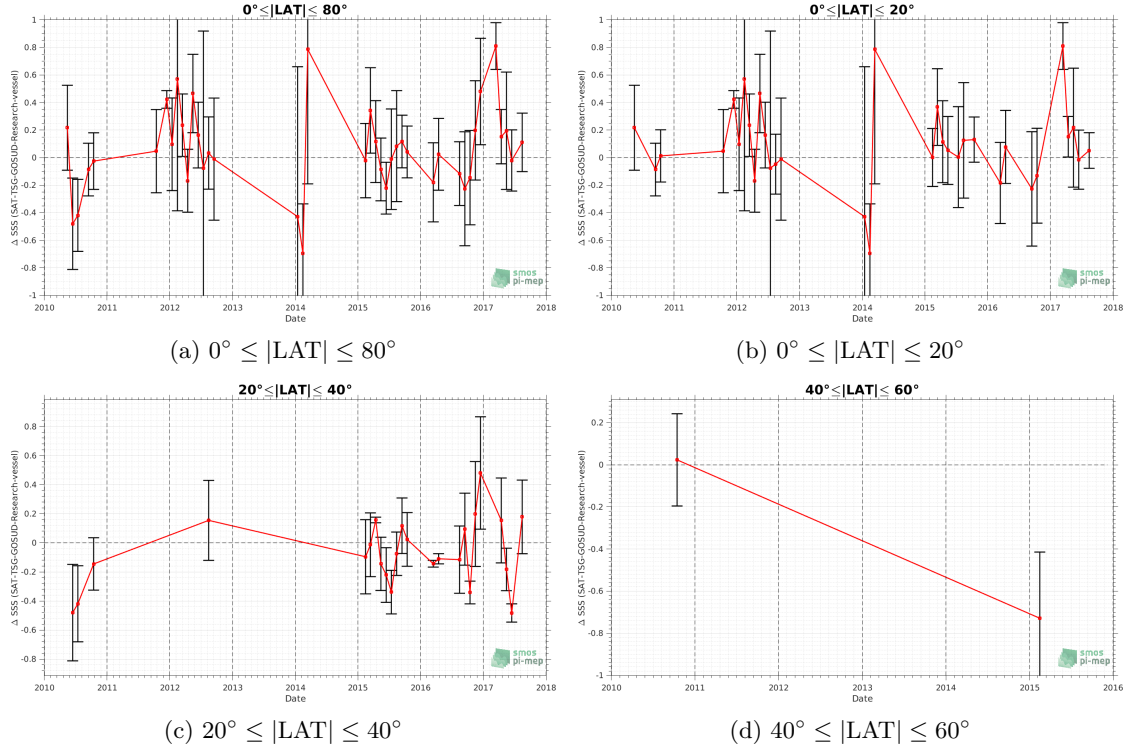 0°≤|LAT|≤ 80°
Δ SSS (SAT-TSG-GOSUD-Research-vessel)
1
0.8
0.6
0.4
0.2
0
-0.2
-0.4
-0.6
-0.8
-1
2010 2011 2012 2013 2014 2015 2016 2017 2018
Date
smos
pi-mep
(a) 0° ≤ |LAT| ≤ 80°
0°≤|LAT|≤ 20°
Δ SSS (SAT-TSG-GOSUD-Research-vessel)
1
0.8
0.6
0.4
0.2
0
-0.2
-0.4
-0.6
-0.8
-1
2010 2011 2012 2013 2014 2015 2016 2017 2018
Date
smos
pi-mep
(b) 0° ≤ |LAT| ≤ 20°
20°≤|LAT|≤ 40°
Δ SSS (SAT-TSG-GOSUD-Research-vessel)
0.8
0.6
0.4
0.2
0
-0.2
-0.4
-0.6
-0.8
2010 2011 2012 2013 2014 2015 2016 2017 2018
Date
smos
pi-mep
(c) 20° ≤ |LAT| ≤ 40°
40°≤|LAT|≤ 60°
Δ SSS (SAT-TSG-GOSUD-Research-vessel)
0.2
0
-0.2
-0.4
-0.6
-0.8
-1
2010 2011 2012 2013 2014 2015 2016
Date
smos
pi-mep
(d) 40° ≤ |LAT| ≤ 60°